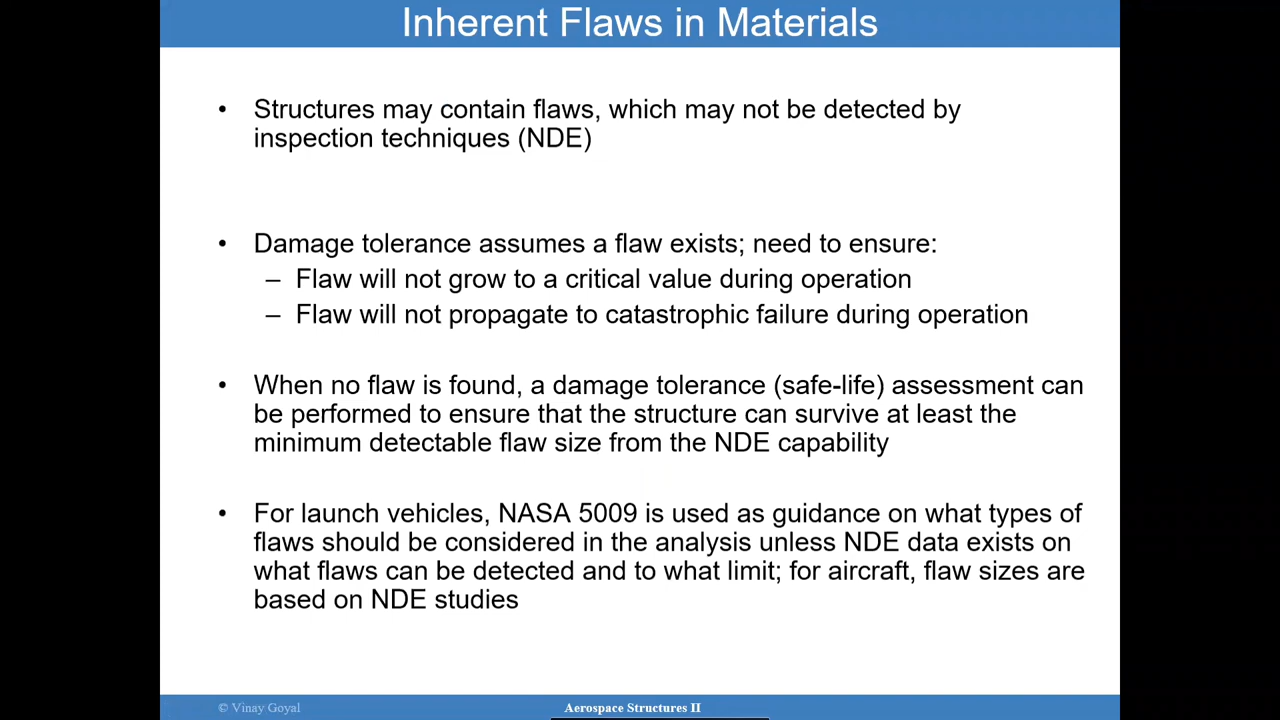 Inherent Flaws in Materials
• Structures may contain flaws, which may not be detected by
inspection techniques (NDE)
• Damage tolerance assumes a flaw exists; need to ensure:
– Flaw will not grow to a critical value during operation
– Flaw will not propagate to catastrophic failure during operation
• When no flaw is found, a damage tolerance (safe-life) assessment can
be performed to ensure that the structure can survive at least the
minimum detectable flaw size from the NDE capability
• For launch vehicles, NASA 5009 is used as guidance on what types of
flaws should be considered in the analysis unless NDE data exists on
what flaws can be detected and to what limit; for aircraft, flaw sizes are
based on NDE studies
© Vinay Goyal
Aerospace Structures II